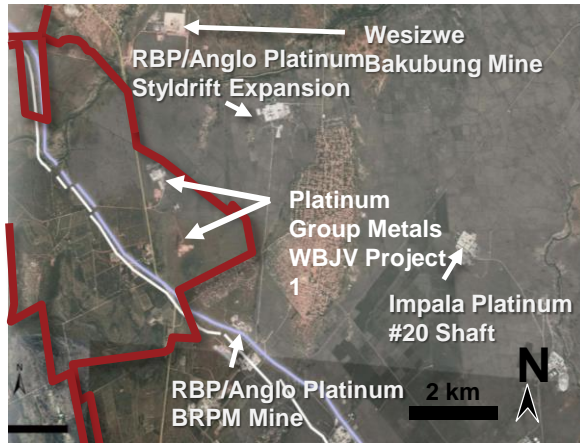 Wesizwe
Bakubung Mine
RBP/Anglo Platinum
Styldrift Expansion
Platinum
Group Metals
WBJV Project
1
Impala Platinum
#20 Shaft
RBP/Anglo Platinum
BRPM Mine
2 km
N